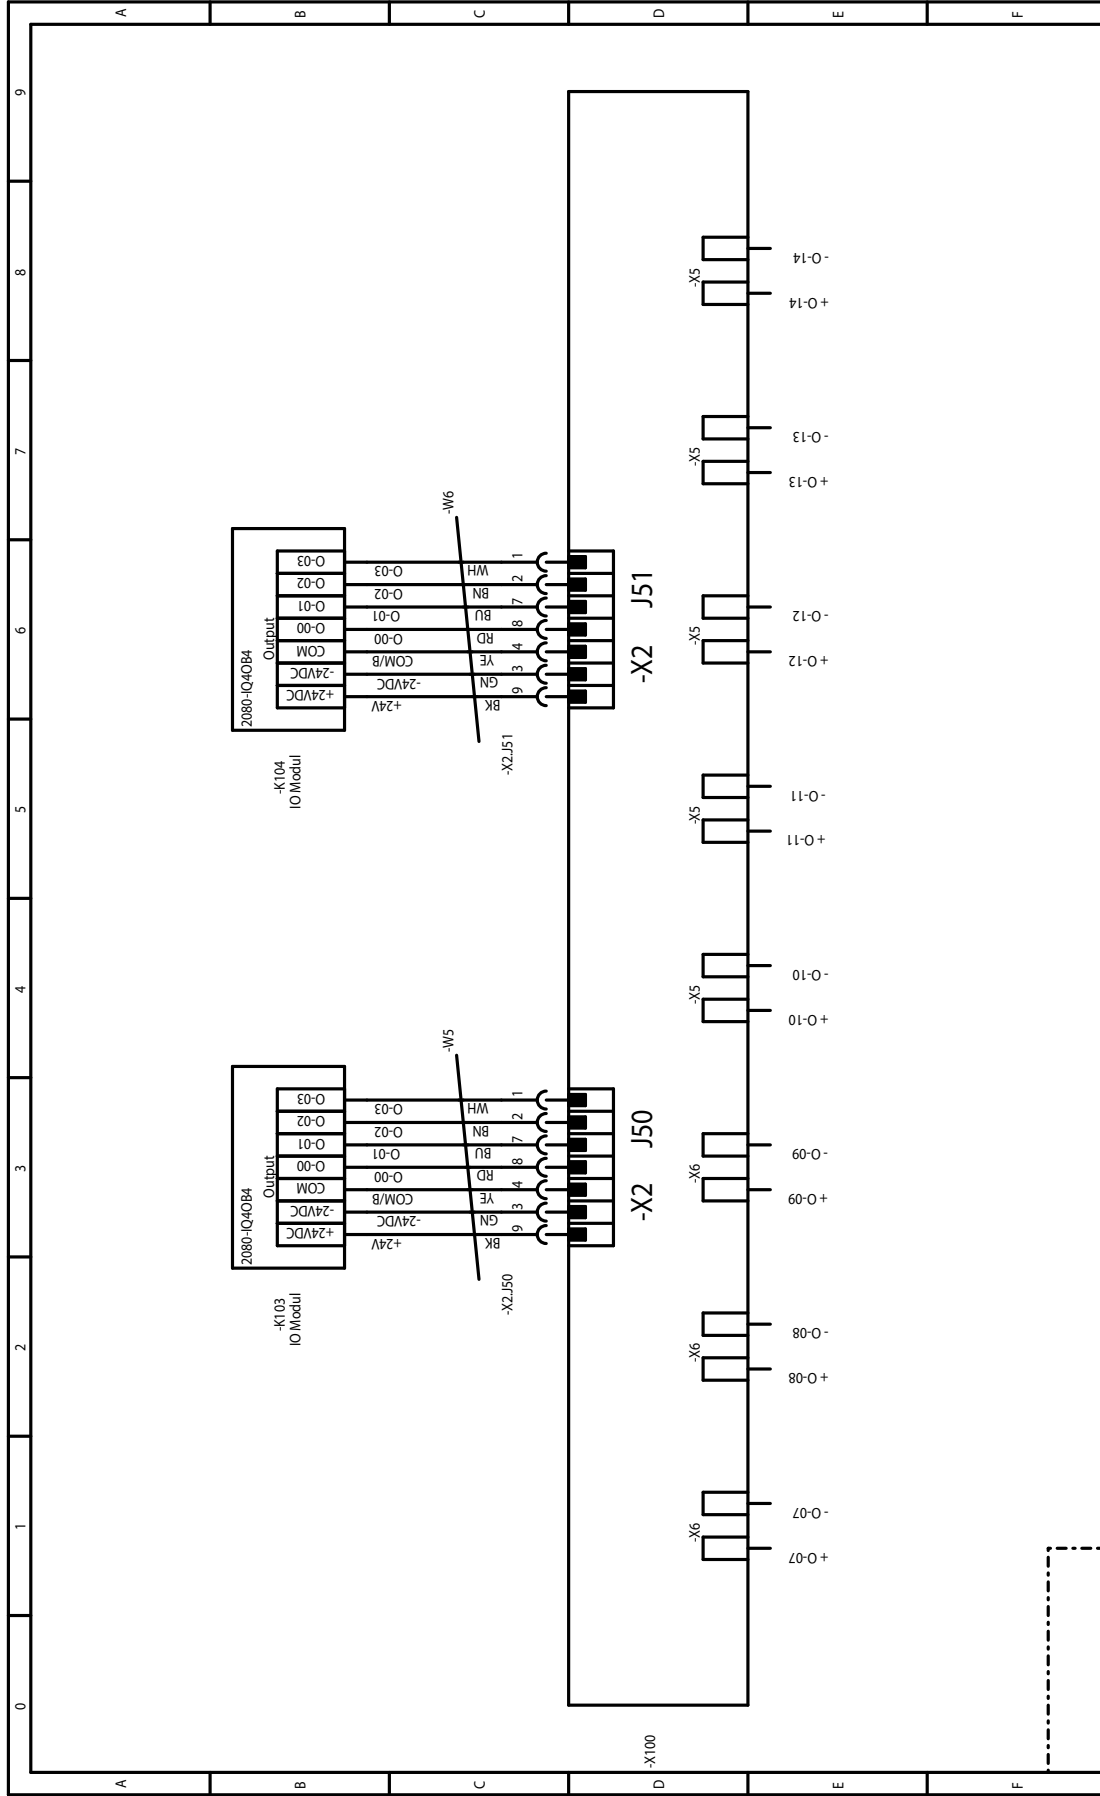 0 1 2 3 4 5 6 7 8 9
A A
B B
C C
D D
E E
F F
-K103
IO Modul
2080-IQ4OB4
Output
+24VDC -24VDC COM O-00 O-01 O-02 O-03
+24V -24VDC COM/B O-00 O-01 O-02 O-03
-W5
BK GN YE RD BU BN WH
9 3 4 8 7 2 1
-X2.J50
-X2 J50
-K104
IO Modul
2080-IQ4OB4
Output
+24VDC -24VDC COM O-00 O-01 O-02 O-03
+24V -24VDC COM/B O-00 O-01 O-02 O-03
-W6
BK GN YE RD BU BN WH
9 3 4 8 7 2 1
-X2.J51
-X2 J51
-X100
-X6 -X6 -X6 -X5 -X5 -X5 -X5 -X5
+ O-07
- O-07
+ O-08
- O-08
+ O-09
- O-09
+ O-10
- O-10
+ O-11
- O-11
+ O-12
- O-12
+ O-13
- O-13
+ O-14
- O-14